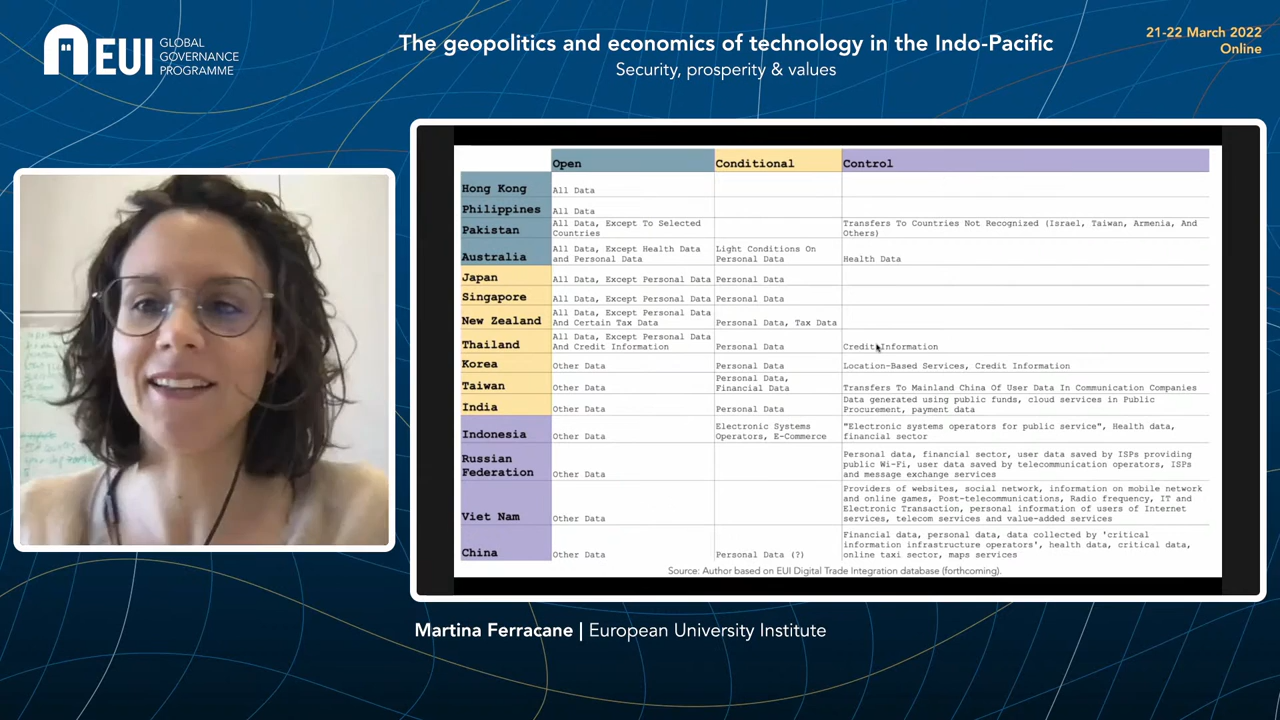 EUI
GLOBAL
GOVERNANCE
PROGRAMME
The geopolitics and economics of technology in the Indo-Pacific
Security, prosperity & values
21-22 March 2022
Online
Open Conditional Control
Hong Kong All Data
Philippines All Data
Pakistan All Data, Except To Selected Countries Transfers To Countries Not Recognized (Israel, Taiwan, Armenia, And Others)
Australia All Data, Except Health Data and Personal Data Light Conditions On Personal Data Health Data
Japan All Data, Except Personal Data Personal Data
Singapore All Data, Except Personal Data Personal Data
New Zealand All Data, Except Personal Data And Certain Tax Data Personal Data, Tax Data
Thailand All Data, Except Personal Data And Credit Information Personal Data Credit Information
Korea Other Data Personal Data Location-Based Services, Credit Information
Taiwan Other Data Personal Data, Financial Data Transfers To Mainland China Of User Data In Communication Companies
India Other Data Personal Data Data generated using public funds, cloud services in Public Procurement, payment data
Indonesia Other Data Electronic Systems Operators, E-Commerce "Electronic systems operators for public service", Health data, financial sector
Russian Federation Other Data Personal data, financial sector, user data saved by ISPs providing public Wi-Fi, user data saved by telecommunication operators, ISPs and message exchange services
Viet Nam Other Data Providers of websites, social network, information on mobile network and online games, Post-telecommunications, Radio frequency, IT and Electronic Transaction, personal information of users of Internet services, telecom services and value-added services
China Other Data Personal Data (?) Financial data, personal data, data collected by 'critical information infrastructure operators', health data, critical data, online taxi sector, maps services
Source: Author based on EUI Digital Trade Integration database (forthcoming).
Martina Ferracane | European University Institute